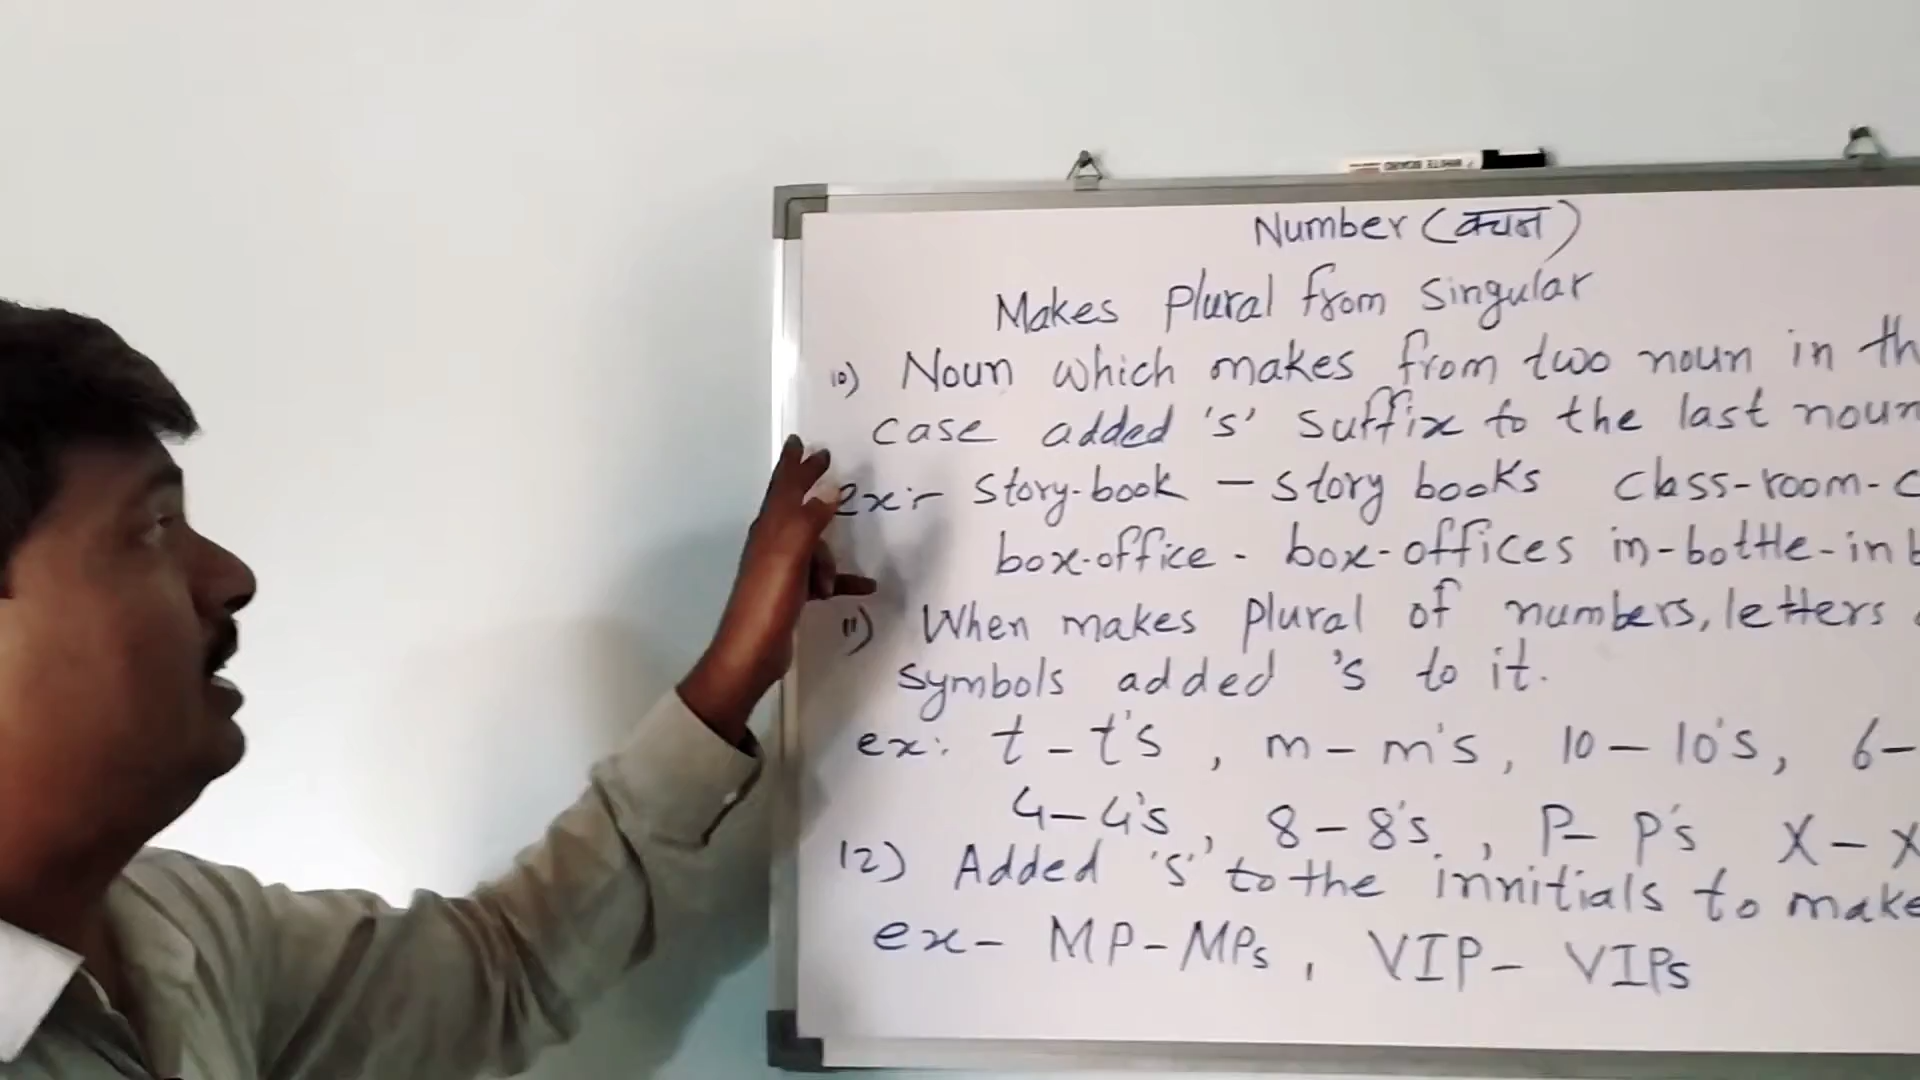 WHITE BOARD
Number (वचन)
Makes Plural from Singular
10) Noun which makes from two noun in th
case added 's' suffix to the last noun
ex:- Story-book - Story books class-room-c
box-office - box-offices in-bottle-in b
11) When makes plural of numbers, letters
symbols added 's to it.
ex: t - t's , m - m's , 10 - 10's , 6 -
4 - 4's , 8 - 8's , P - P's X - X
12) Added 's' to the innitials to make
ex - MP - MPs , VIP - VIPs